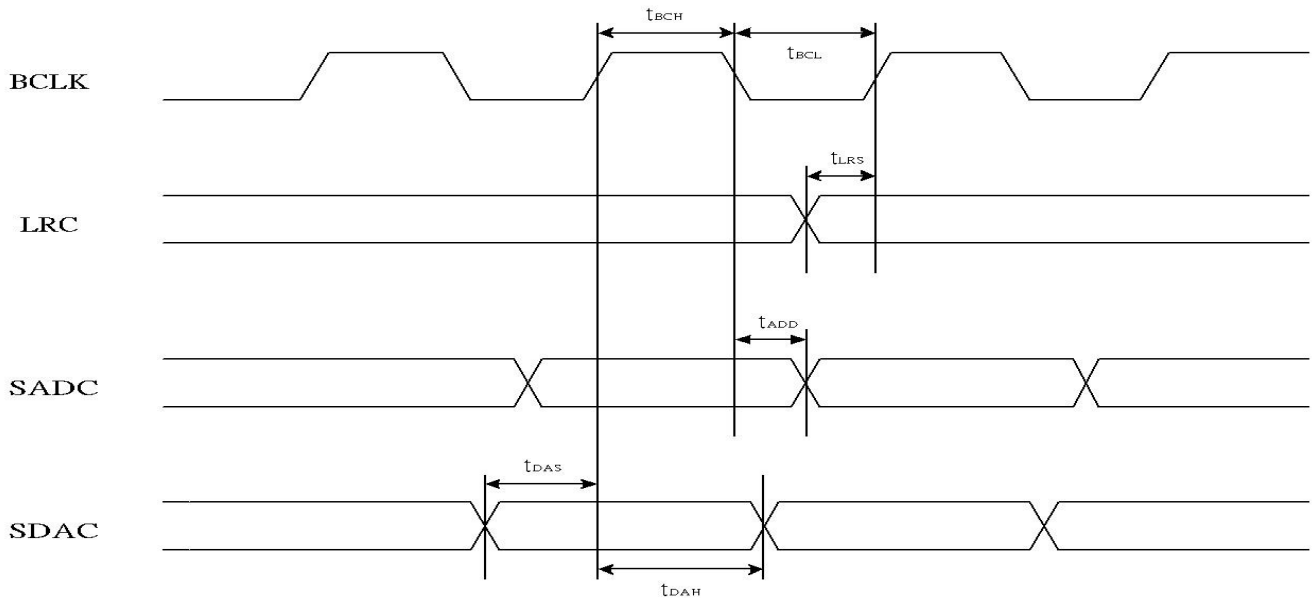 tBCH
tBCL
BCLK
tLRS
LRC
tADD
SADC
tDAS
SDAC
tDAH